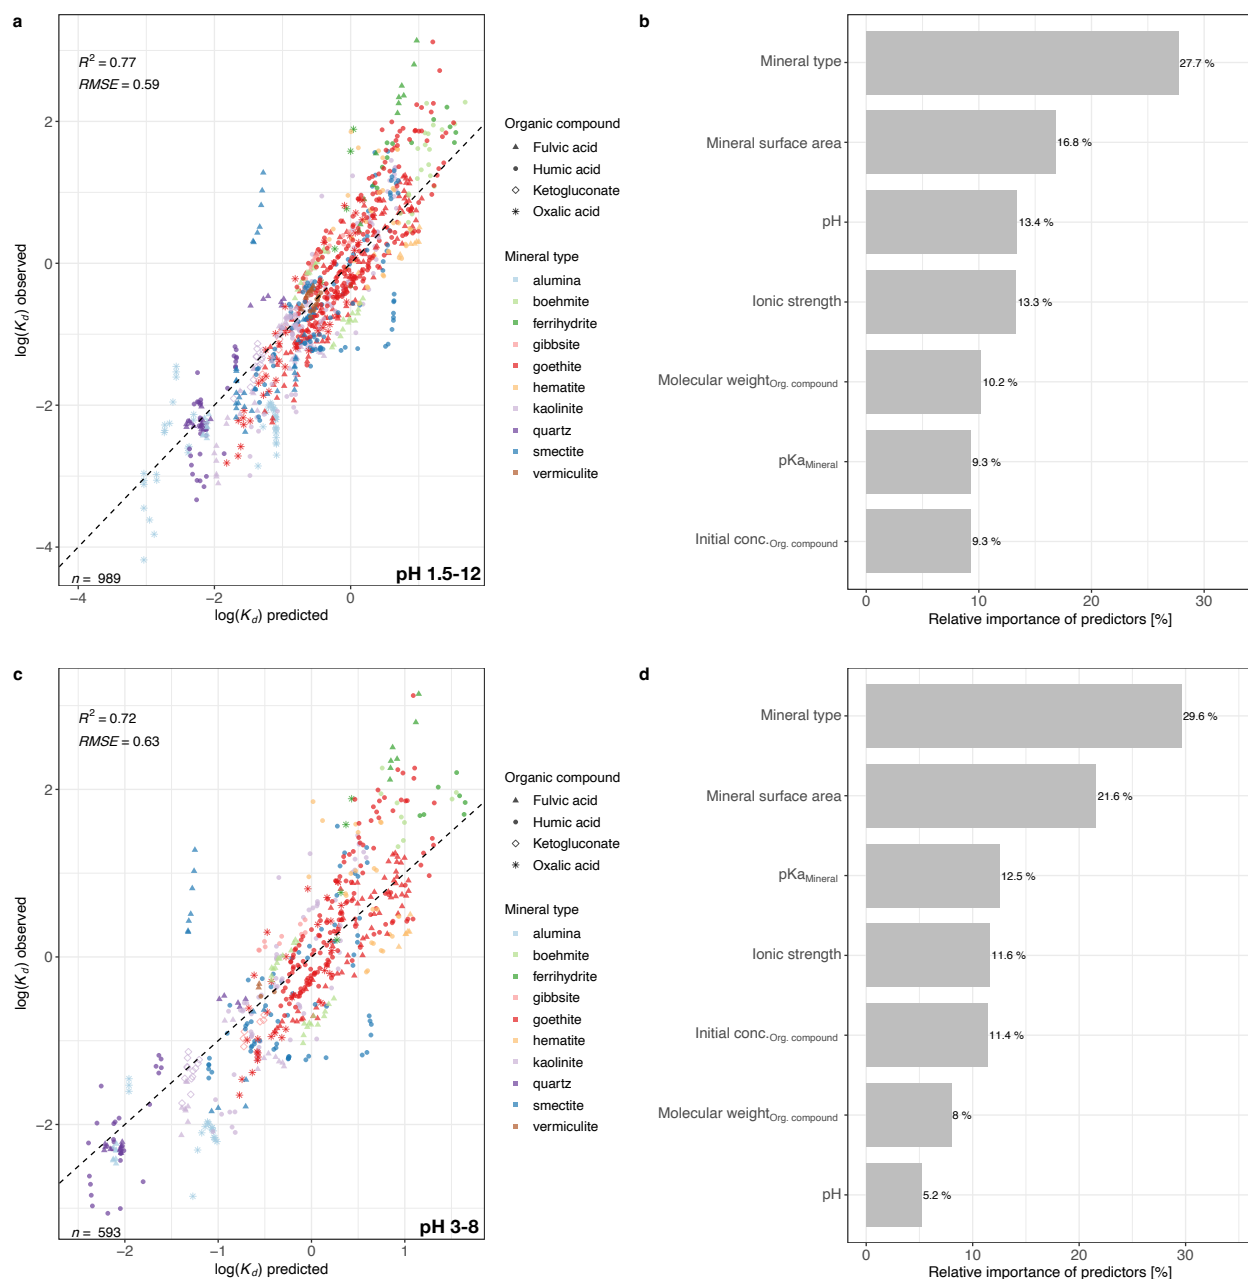 a
R² = 0.77
RMSE = 0.59
2
0
−2
−4
log(Kd) observed
−4
−2
0
log(Kd) predicted
n = 989
pH 1.5-12
Organic compound
Fulvic acid
Humic acid
Ketogluconate
Oxalic acid
Mineral type
alumina
boehmite
ferrihydrite
gibbsite
goethite
hematite
kaolinite
quartz
smectite
vermiculite
b
Mineral type 27.7 %
Mineral surface area 16.8 %
pH 13.4 %
Ionic strength 13.3 %
Molecular weight Org. compound 10.2 %
pKa Mineral 9.3 %
Initial conc. Org. compound 9.3 %
0 10 20 30
Relative importance of predictors [%]
c
R² = 0.72
RMSE = 0.63
2
0
−2
log(Kd) observed
n = 593
pH 3-8
−2
−1
0
1
log(Kd) predicted
Organic compound
Fulvic acid
Humic acid
Ketogluconate
Oxalic acid
Mineral type
alumina
boehmite
ferrihydrite
gibbsite
goethite
hematite
kaolinite
quartz
smectite
vermiculite
d
Mineral type 29.6 %
Mineral surface area 21.6 %
pKa Mineral 12.5 %
Ionic strength 11.6 %
Initial conc. Org. compound 11.4 %
Molecular weight Org. compound 8 %
pH 5.2 %
0 10 20 30
Relative importance of predictors [%]